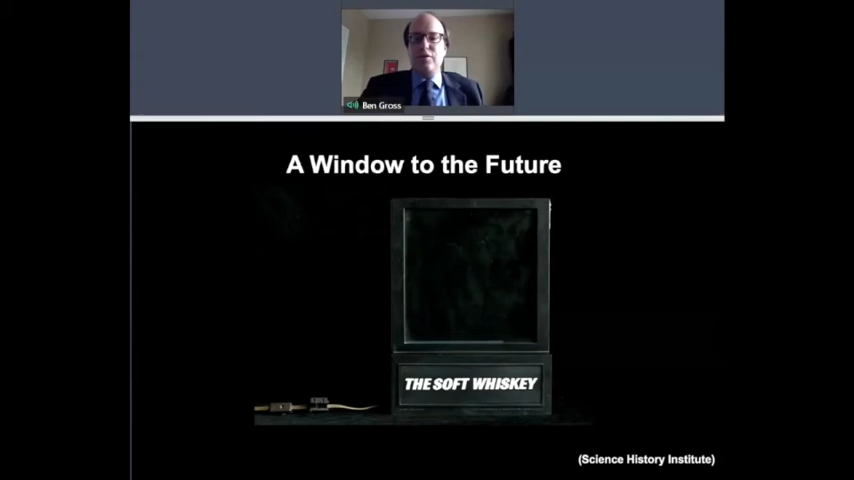 Ben Gross
A Window to the Future
THE SOFT WHISKEY
(Science History Institute)